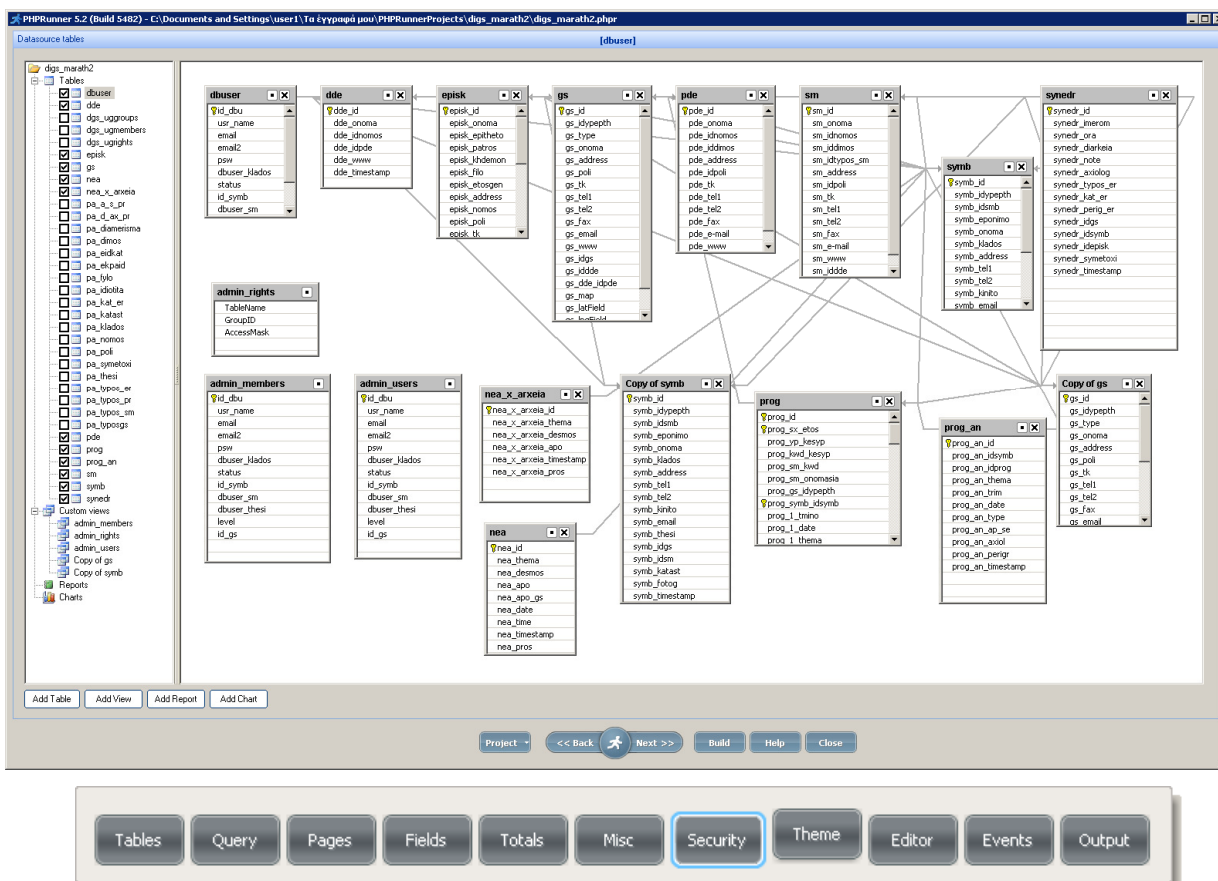 PHPRunner 5.2 (Build 5482) - C:\Documents and Settings\user1\Τα έγγραφά μου\PHPRunnerProjects\digs_marath2\digs_marath2.phpr
Datasource tables
[dbuser]
digs_marath2
Tables
dbuser
dde
dgs_uggroups
dgs_ugmembers
dgs_ugrights
episk
gs
nea
nea_x_arxeia
pa_a_s_pr
pa_d_ax_pr
pa_diamerisma
pa_dimos
pa_eidkat
pa_ekpaid
pa_fylo
pa_idiotita
pa_kat_er
pa_katast
pa_klados
pa_nomos
pa_poli
pa_symetoxi
pa_thesi
pa_typos_er
pa_typos_pr
pa_typos_sm
pa_typosgs
pde
prog
prog_an
sm
symb
synedr
Custom views
admin_members
admin_rights
admin_users
Copy of gs
Copy of symb
Reports
Charts
dbuser
id_dbu
usr_name
email
email2
psw
dbuser_klados
status
id_symb
dbuser_sm
dde
dde_id
dde_onoma
dde_idnomos
dde_idpde
dde_www
dde_timestamp
episk
episk_id
episk_onoma
episk_epitheto
episk_patros
episk_khdemon
episk_filo
episk_etosgen
episk_address
episk_nomos
episk_poli
episk_tk
gs
gs_id
gs_idypepth
gs_type
gs_onoma
gs_address
gs_poli
gs_tk
gs_tel1
gs_tel2
gs_fax
gs_email
gs_www
gs_idgs
gs_iddde
gs_dde_idpde
gs_map
gs_latField
gs_lngField
pde
pde_id
pde_onoma
pde_idnomos
pde_iddimos
pde_address
pde_idpoli
pde_tk
pde_tel1
pde_tel2
pde_fax
pde_e-mail
pde_www
sm
sm_id
sm_onoma
sm_idnomos
sm_iddimos
sm_idtypos_sm
sm_address
sm_idpoli
sm_tk
sm_tel1
sm_tel2
sm_fax
sm_e-mail
sm_www
sm_iddde
symb
symb_id
symb_idypepth
symb_idsmb
symb_eponimo
symb_onoma
symb_klados
symb_address
symb_tel1
symb_tel2
symb_kinito
symb_email
synedr
synedr_id
synedr_imerom
synedr_ora
synedr_diarkeia
synedr_note
synedr_axiolog
synedr_typos_er
synedr_kat_er
synedr_perig_er
synedr_idgs
synedr_idsymb
synedr_idepisk
synedr_symetoxi
synedr_timestamp
admin_rights
TableName
GroupID
AccessMask
admin_members
id_dbu
usr_name
email
email2
psw
dbuser_klados
status
id_symb
dbuser_sm
dbuser_thesi
level
id_gs
admin_users
id_dbu
usr_name
email
email2
psw
dbuser_klados
status
id_symb
dbuser_sm
dbuser_thesi
level
id_gs
nea_x_arxeia
nea_x_arxeia_id
nea_x_arxeia_thema
nea_x_arxeia_desmos
nea_x_arxeia_apo
nea_x_arxeia_timestamp
nea_x_arxeia_pros
nea
nea_id
nea_thema
nea_desmos
nea_apo
nea_apo_gs
nea_date
nea_time
nea_timestamp
nea_pros
Copy of symb
symb_id
symb_idypepth
symb_idsmb
symb_eponimo
symb_onoma
symb_klados
symb_address
symb_tel1
symb_tel2
symb_kinito
symb_email
symb_thesi
symb_idgs
symb_idsm
symb_katast
symb_fotog
symb_timestamp
prog
prog_id
prog_sx_etos
prog_yp_kesyp
prog_kwd_kesyp
prog_sm_kwd
prog_sm_onomasia
prog_gs_idypepth
prog_symb_idsymb
prog_1_tmino
prog_1_date
prog_1_thema
prog_an
prog_an_id
prog_an_idsymb
prog_an_idprog
prog_an_thema
prog_an_trim
prog_an_date
prog_an_type
prog_an_ap_se
prog_an_axiol
prog_an_perigr
prog_an_timestamp
Copy of gs
gs_id
gs_idypepth
gs_type
gs_onoma
gs_address
gs_poli
gs_tk
gs_tel1
gs_tel2
gs_fax
gs_email
Add Table Add View Add Report Add Chart
Project << Back Next >> Build Help Close
Tables Query Pages Fields Totals Misc Security Theme Editor Events Output